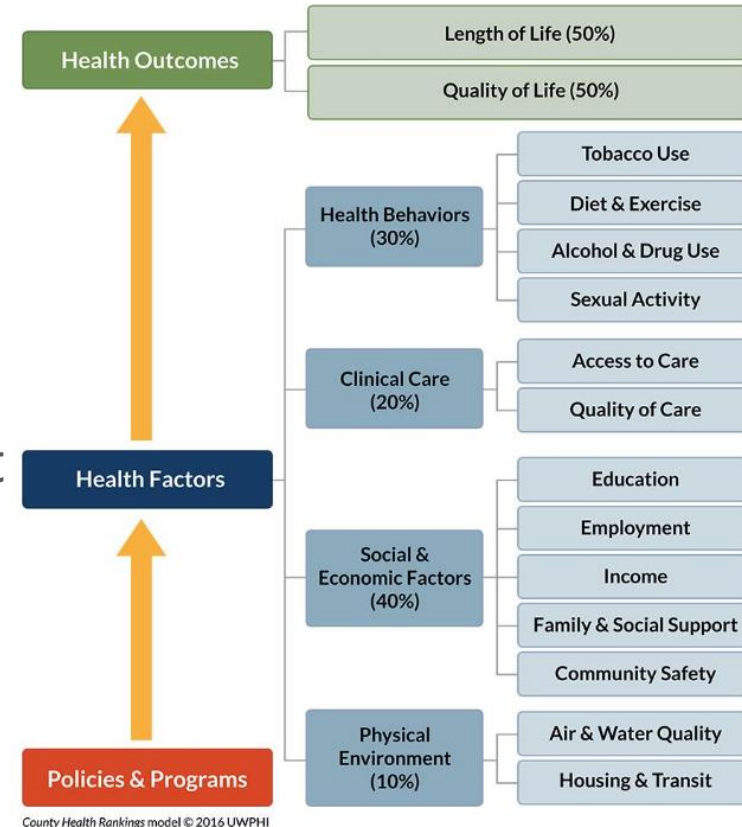 Health Outcomes
Length of Life (50%)
Quality of Life (50%)
Health Behaviors
(30%)
Tobacco Use
Diet & Exercise
Alcohol & Drug Use
Sexual Activity
Clinical Care
(20%)
Access to Care
Quality of Care
Health Factors
Social &
Economic Factors
(40%)
Education
Employment
Income
Family & Social Support
Community Safety
Physical
Environment
(10%)
Air & Water Quality
Housing & Transit
Policies & Programs
County Health Rankings model © 2016 UWPHI